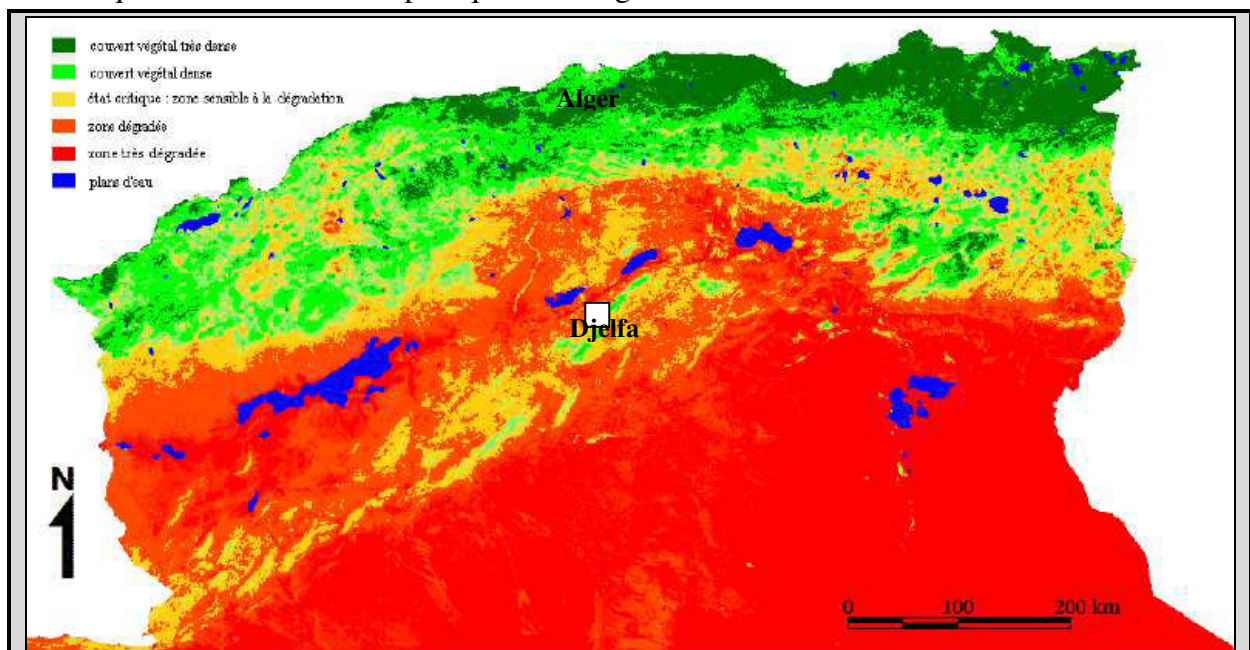 couvert végétal très dense
couvert végétal dense
état critique : zone sensible à la dégradation
zone dégradée
zone très dégradée
plans d'eau
Alger
Djelfa
N
0 100 200 km